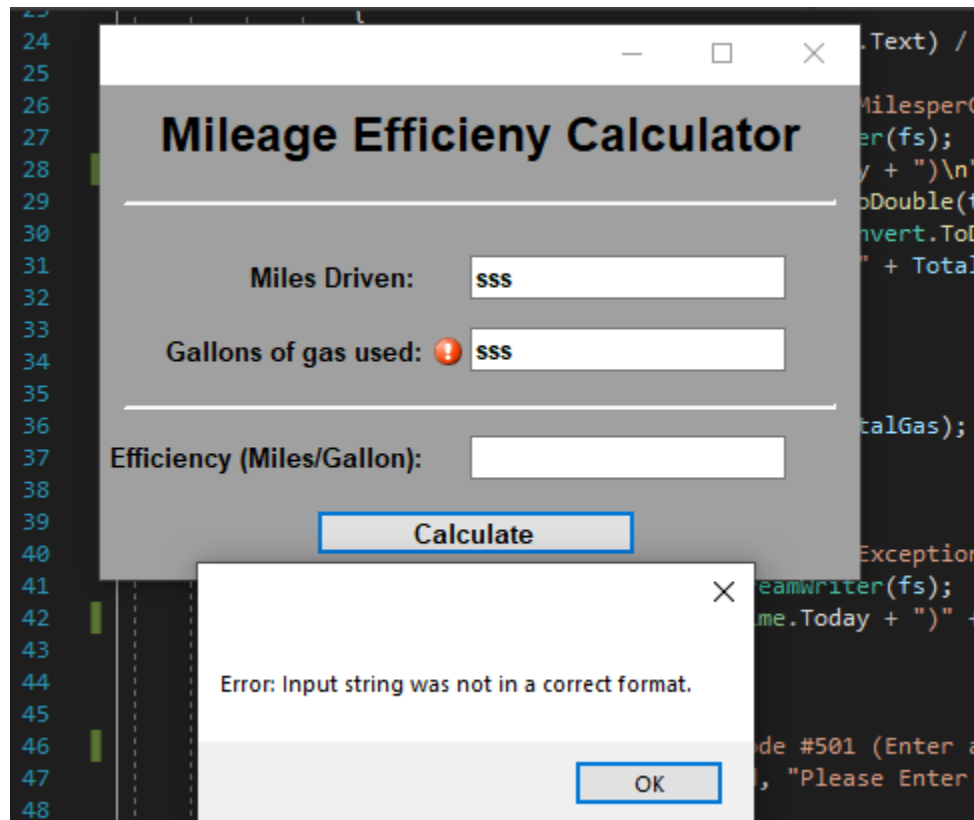 23
24 .Text) /
25
26 MilesperG
27 er(fs);
28 y + ")\n"
29 oDouble(t
30 nvert.ToD
31 " + Total
32
33
34
35
36 talGas);
37
38
39
40 Exception
41 eamWriter(fs);
42 me.Today + ")" +
43
44
45
46 ode #501 (Enter a
47 , "Please Enter
48
Mileage Efficieny Calculator
Miles Driven: sss
Gallons of gas used: sss
Efficiency (Miles/Gallon):
Calculate
Error: Input string was not in a correct format.
OK